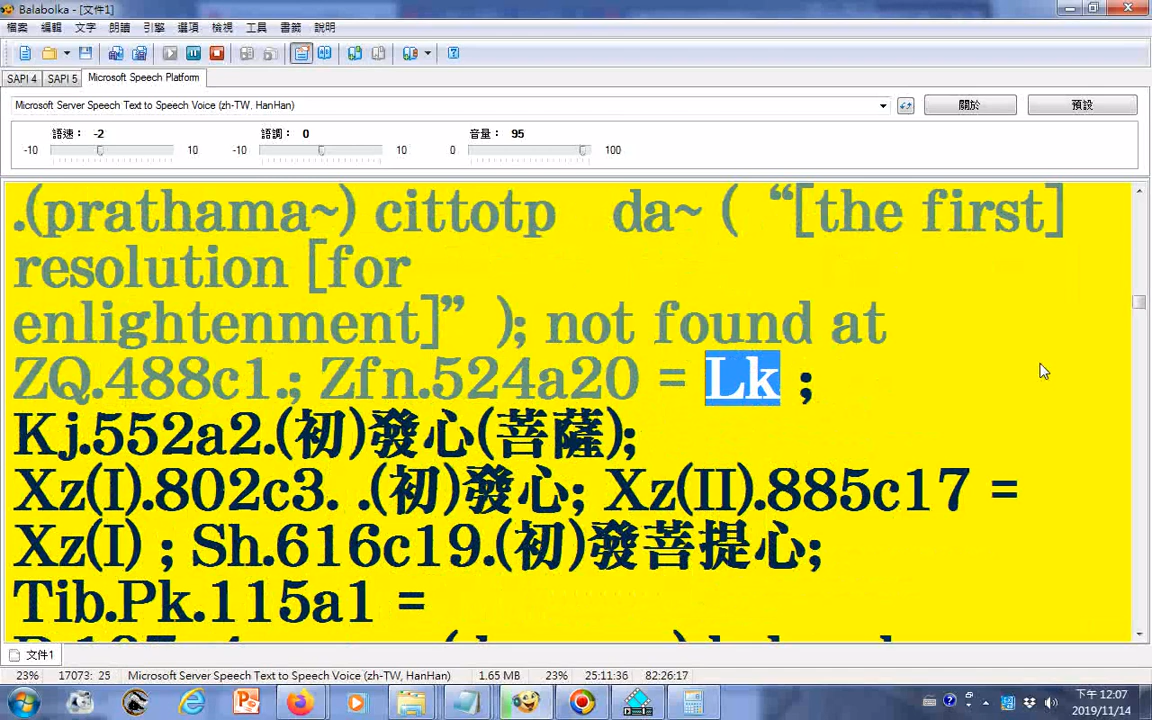 Balabolka - [文件1]
檔案 編輯 文字 朗讀 引擎 選項 檢視 工具 書籤 說明
SAPI 4 SAPI 5 Microsoft Speech Platform
Microsoft Server Speech Text to Speech Voice (zh-TW, HanHan)
關於 預設
語速： -2 語調： 0 音量： 95
-10 10 -10 10 0 100
.(prathama~) cittotp da~ (“[the first]
resolution [for
enlightenment]” ); not found at
ZQ.488c1.; Zfn.524a20 = Lk ;
Kj.552a2.(初)發心(菩薩);
Xz(I).802c3. .(初)發心; Xz(II).885c17 =
Xz(I) ; Sh.616c19.(初)發菩提心;
Tib.Pk.115a1 =
文件1
23% 17073: 25 Microsoft Server Speech Text to Speech Voice (zh-TW, HanHan) 1.65 MB 23% 25:11:36 82:26:17
下午 12:07
2019/11/14